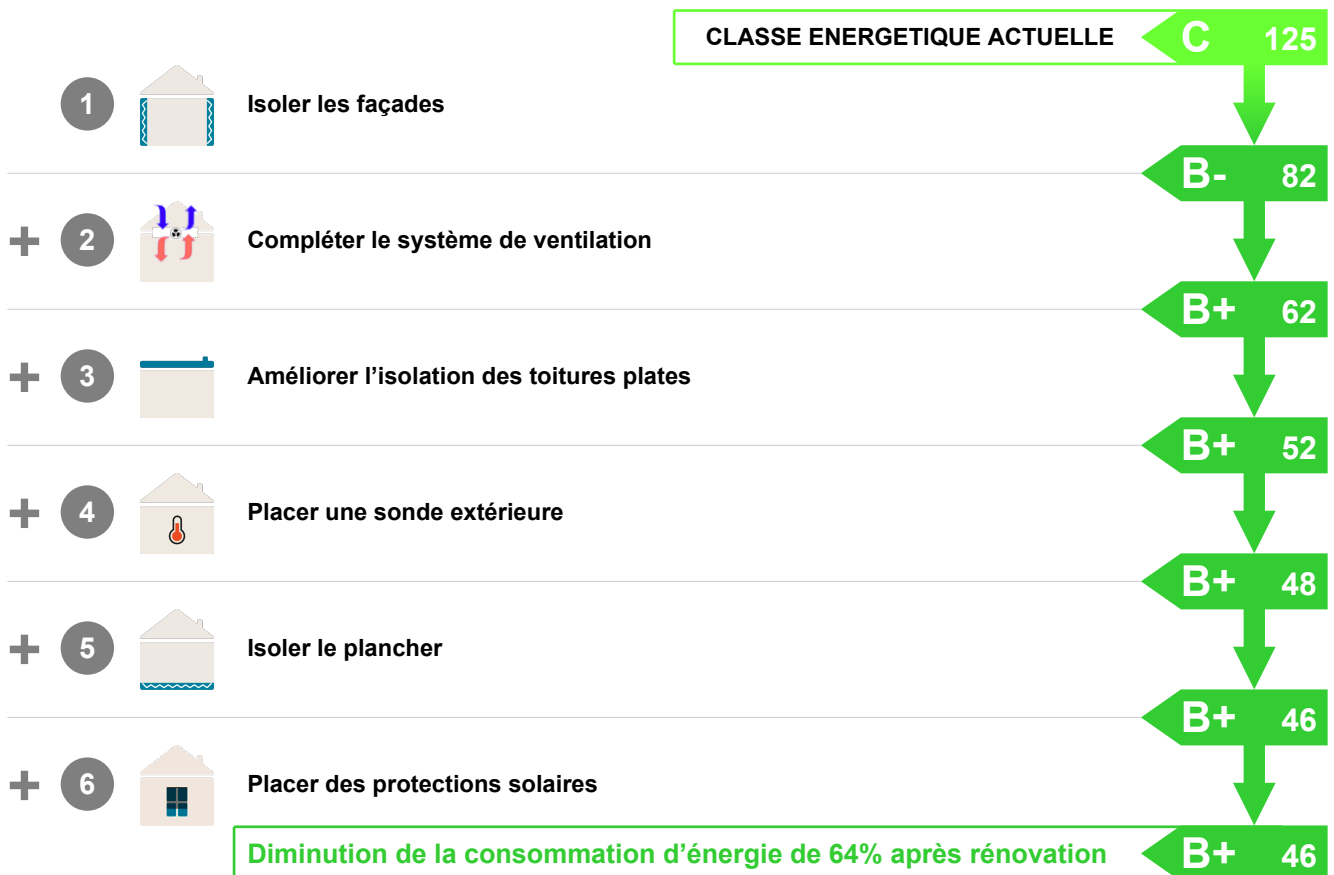 CLASSE ENERGETIQUE ACTUELLE C 125
1 Isoler les façades
B- 82
+ 2 Compléter le système de ventilation
B+ 62
+ 3 Améliorer l’isolation des toitures plates
B+ 52
+ 4 Placer une sonde extérieure
B+ 48
+ 5 Isoler le plancher
B+ 46
+ 6 Placer des protections solaires
Diminution de la consommation d’énergie de 64% après rénovation B+ 46